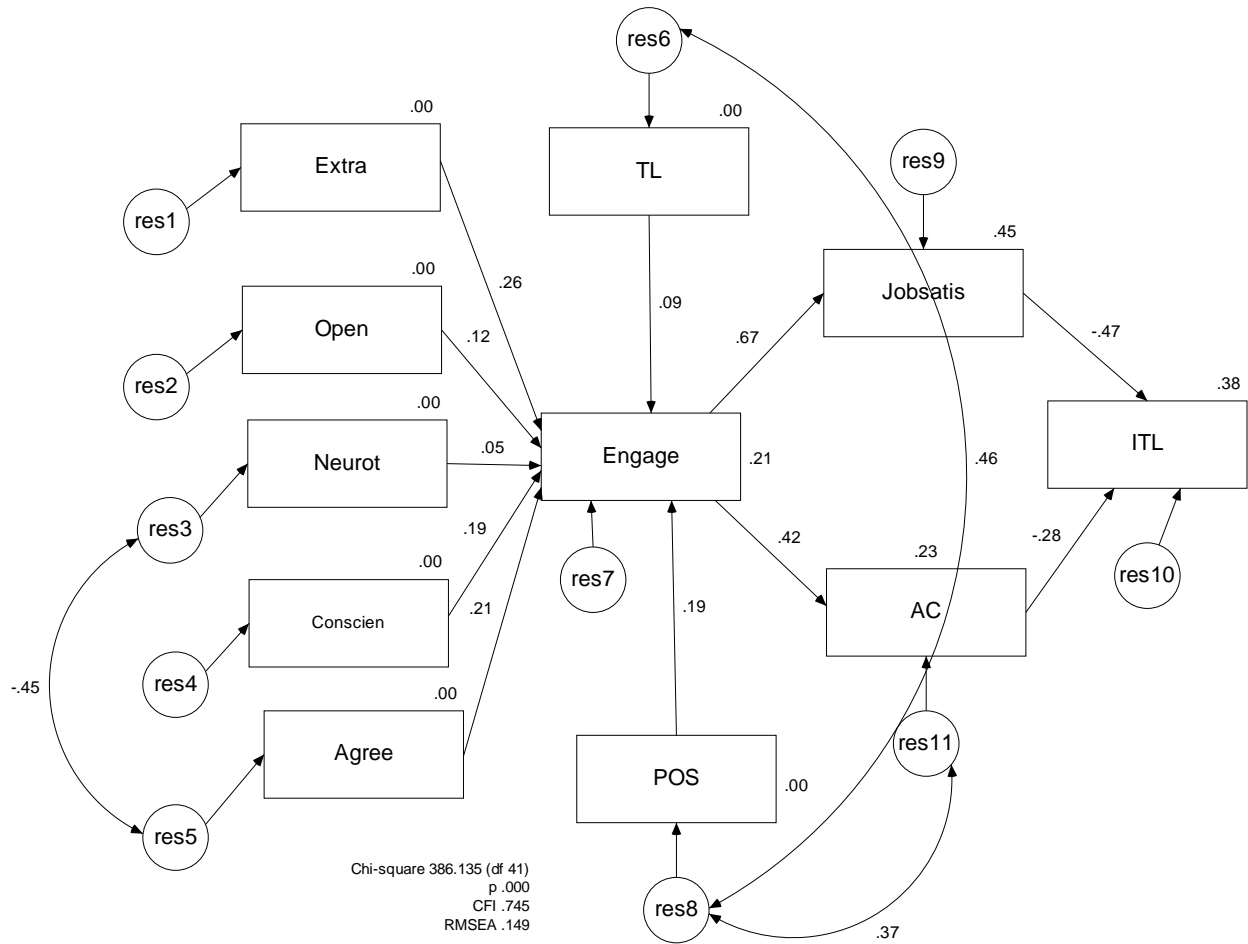 res6
.00
.00
Extra
TL
res9
res1
.45
.00
.26
Jobsatis
Open
.09
.12
.67
-.47
res2
.00
.38
Neurot
.05
Engage
.21
.46
ITL
res3
.19
.42
.23
-.28
.00
res7
res10
Conscien
.21
.19
AC
res4
-.45
.00
Agree
res11
POS
.00
res5
Chi-square 386.135 (df 41)
p .000
CFI .745
RMSEA .149
res8
.37